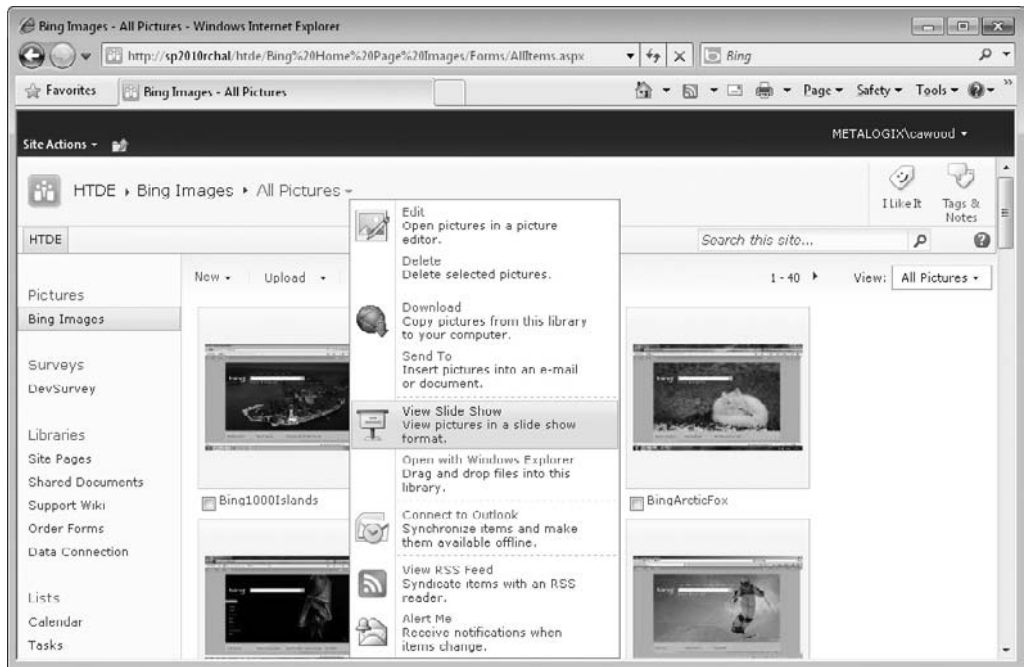 Bing Images - All Pictures - Windows Internet Explorer
http://sp2010rchal/htde/Bing%20Home%20Page%20Images/Forms/AllItems.aspx
Bing
Favorites
Bing Images - All Pictures
Page
Safety
Tools
Site Actions
METALOGIX\cawood
HTDE
Bing Images
All Pictures
I Like It
Tags &
Notes
HTDE
Search this site...
New
Upload
1 - 40
View:
All Pictures
Pictures
Bing Images
Surveys
DevSurvey
Libraries
Site Pages
Shared Documents
Support Wiki
Order Forms
Data Connection
Lists
Calendar
Tasks
Edit
Open pictures in a picture
editor.
Delete
Delete selected pictures.
Download
Copy pictures from this library
to your computer.
Send To
Insert pictures into an e-mail
or document.
View Slide Show
View pictures in a slide show
format.
Open with Windows Explorer
Drag and drop files into this
library.
Connect to Outlook
Synchronize items and make
them available offline.
View RSS Feed
Syndicate items with an RSS
reader.
Alert Me
Receive notifications when
items change.
Bing1000Islands
BingArcticFox